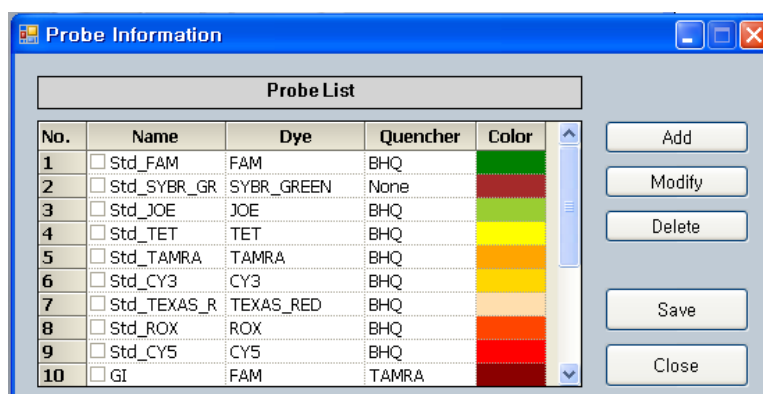 Probe Information
Probe List
No. Name Dye Quencher Color
1 Std_FAM FAM BHQ
2 Std_SYBR_GR SYBR_GREEN None
3 Std_JOE JOE BHQ
4 Std_TET TET BHQ
5 Std_TAMRA TAMRA BHQ
6 Std_CY3 CY3 BHQ
7 Std_TEXAS_R TEXAS_RED BHQ
8 Std_ROX ROX BHQ
9 Std_CY5 CY5 BHQ
10 GI FAM TAMRA
Add
Modify
Delete
Save
Close